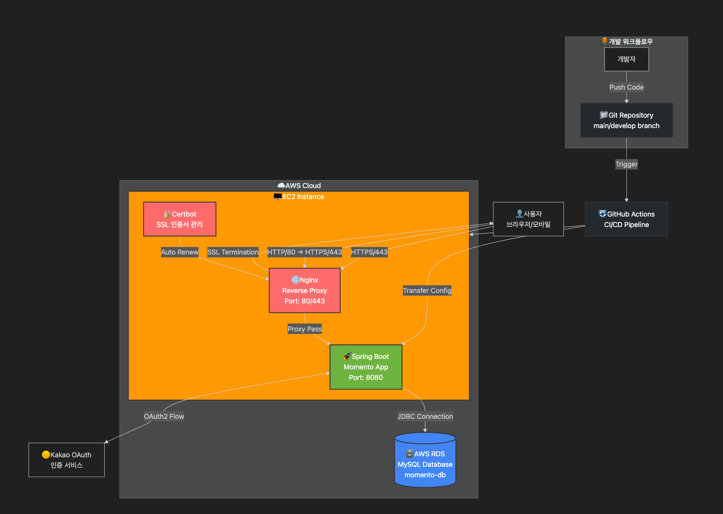 개발 워크플로우
개발자
Push Code
Git Repository
main/develop branch
Trigger
AWS Cloud
EC2 Instance
Certbot
SSL 인증서 관리
사용자
브라우저/모바일
GitHub Actions
CI/CD Pipeline
Auto Renew
SSL Termination
HTTP/80 → HTTPS/443
HTTPS/443
Nginx
Reverse Proxy
Port: 80/443
Transfer Config
Proxy Pass
Spring Boot
Momento App
Port: 8080
OAuth2 Flow
JDBC Connection
Kakao OAuth
인증 서비스
AWS RDS
MySQL Database
momento-db